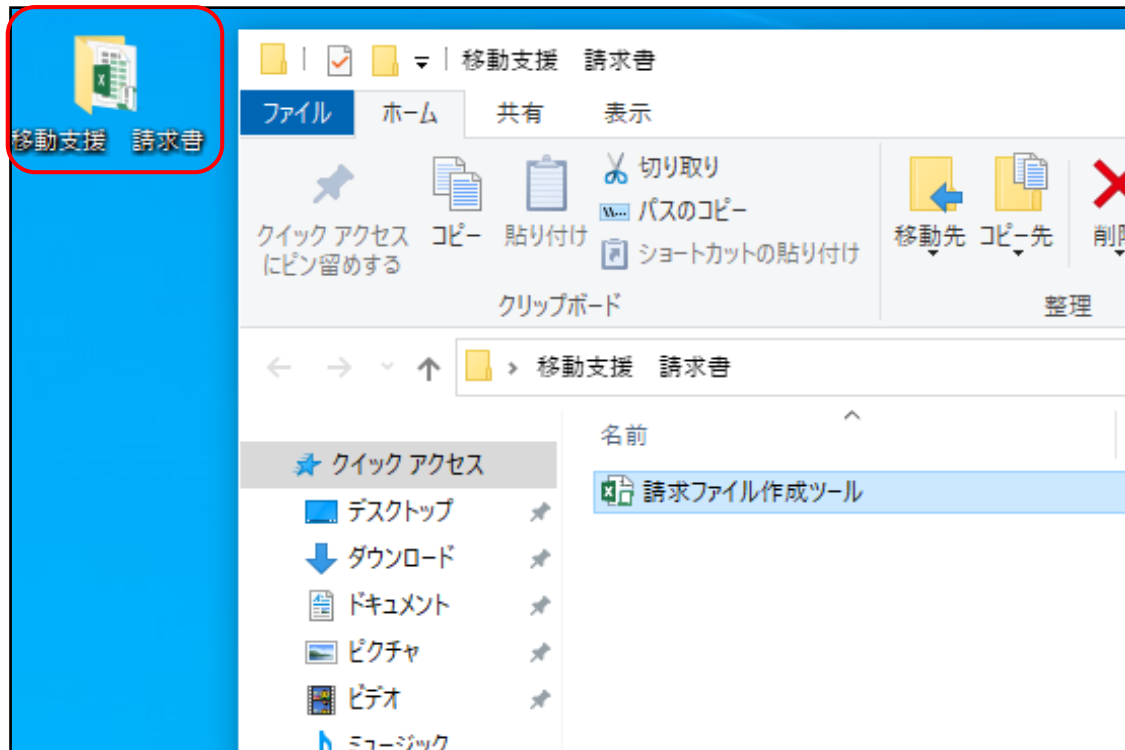 移動支援　請求書
移動支援　請求書
ファイル ホーム 共有 表示
クイック アクセス
にピン留めする
コピー
貼り付け
切り取り
パスのコピー
ショートカットの貼り付け
クリップボード
移動先
コピー先
整理
移動支援　請求書
名前
請求ファイル作成ツール
クイック アクセス
デスクトップ
ダウンロード
ドキュメント
ピクチャ
ビデオ
ミュージック